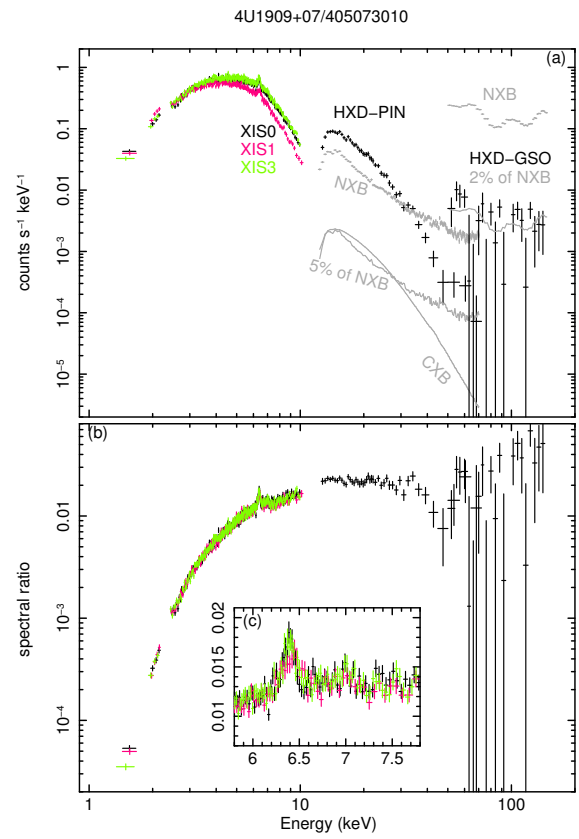 4U1909+07/405073010
(a)
1
0.1
0.01
10⁻³
10⁻⁴
10⁻⁵
counts s⁻¹ keV⁻¹
XIS0
XIS1
XIS3
HXD−PIN
NXB
NXB
HXD−GSO
2% of NXB
5% of NXB
CXB
(b)
0.01
10⁻³
10⁻⁴
spectral ratio
(c)
0.02
0.015
0.01
6
6.5
7
7.5
1
10
100
Energy (keV)